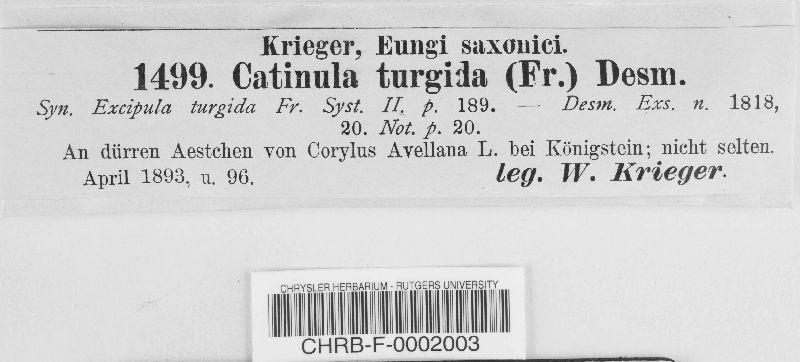 Krieger, Eungi saxonici.
1499. Catinula turgida (Fr.) Desm.
Syn. Excipula turgida Fr. Syst. II. p. 189. — Desm. Exs. n. 1818,
20. Not. p. 20.
An dürren Aestchen von Corylus Avellana L. bei Königstein; nicht selten.
April 1893, u. 96.
leg. W. Krieger.
CHRYSLER HERBARIUM - RUTGERS UNIVERSITY
CHRB-F-0002003